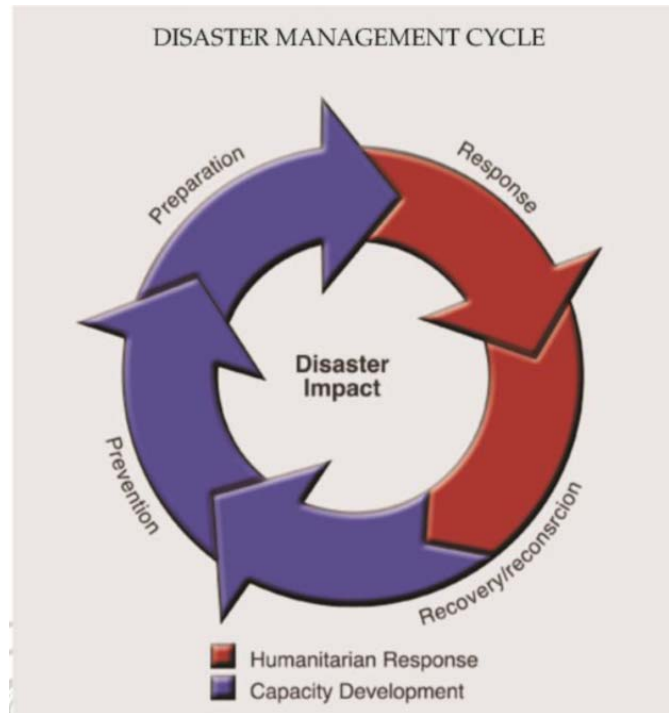 DISASTER MANAGEMENT CYCLE
Preparation
Response
Disaster
Impact
Prevention
Recovery/reconsrcion
Humanitarian Response
Capacity Development